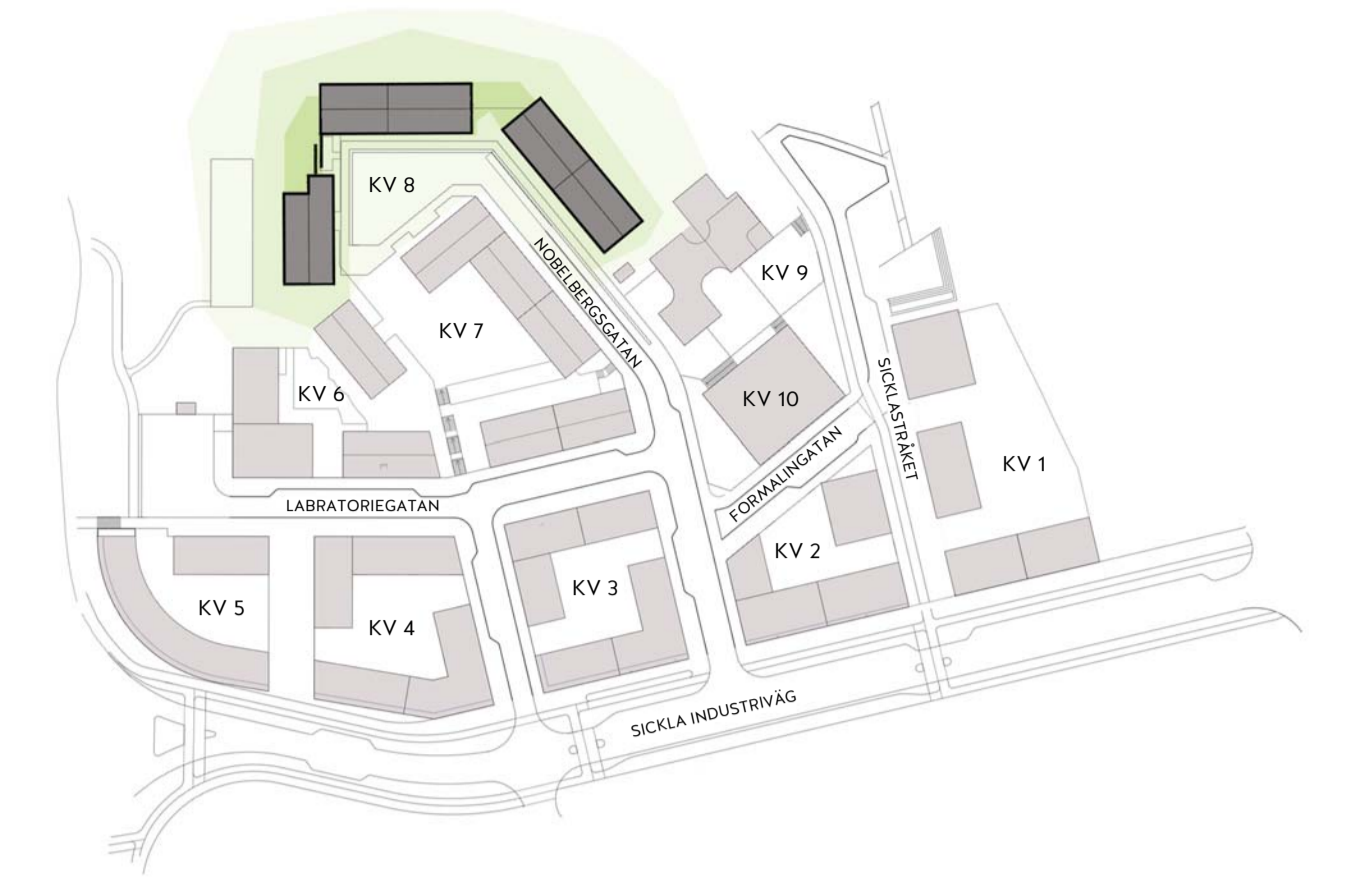 KV 8
NOBELBERGSGATAN
KV 9
KV 7
KV 6
KV 10
SICKLASTRÅKET
FORMALINGATAN
KV 1
LABRATORIEGATAN
KV 2
KV 3
KV 5
KV 4
SICKLA INDUSTRIVÄG